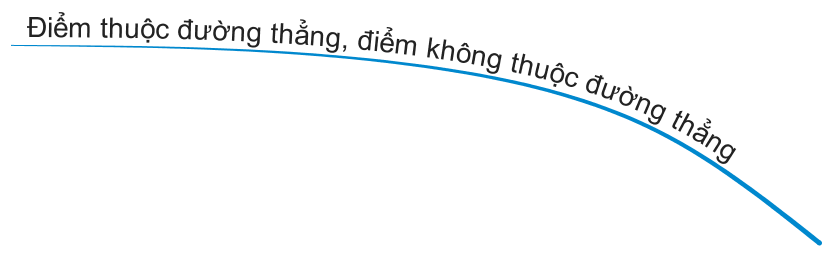 Điểm thuộc đường thẳng, điểm không thuộc đường thẳng